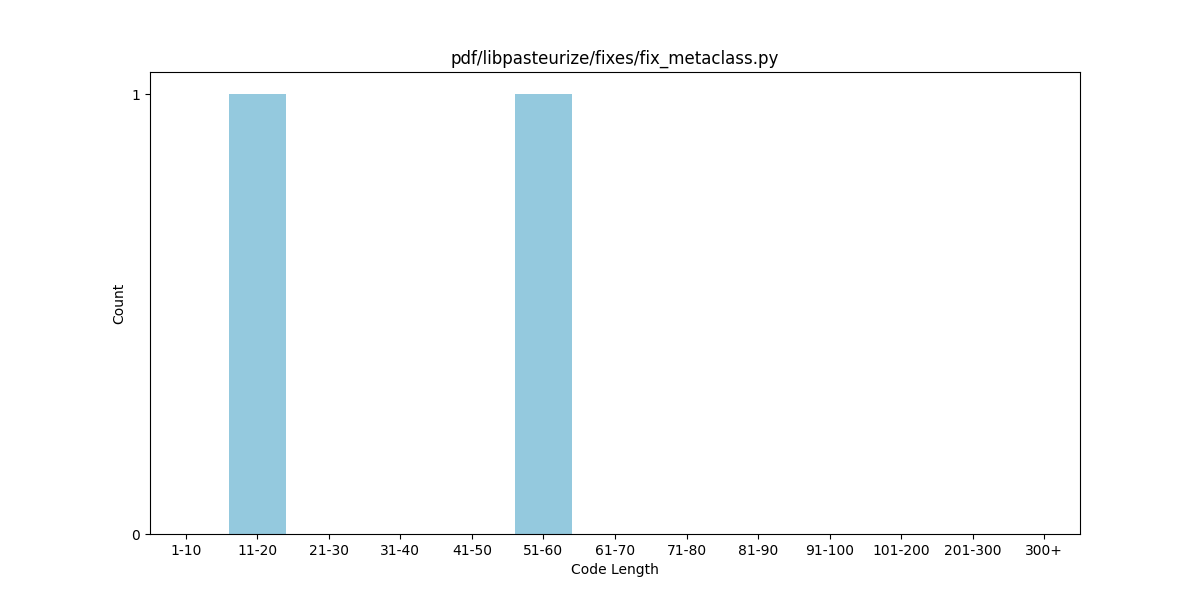 pdf/libpasteurize/fixes/fix_metaclass.py
1
Count
0
1-10 11-20 21-30 31-40 41-50 51-60 61-70 71-80 81-90 91-100 101-200 201-300 300+
Code Length